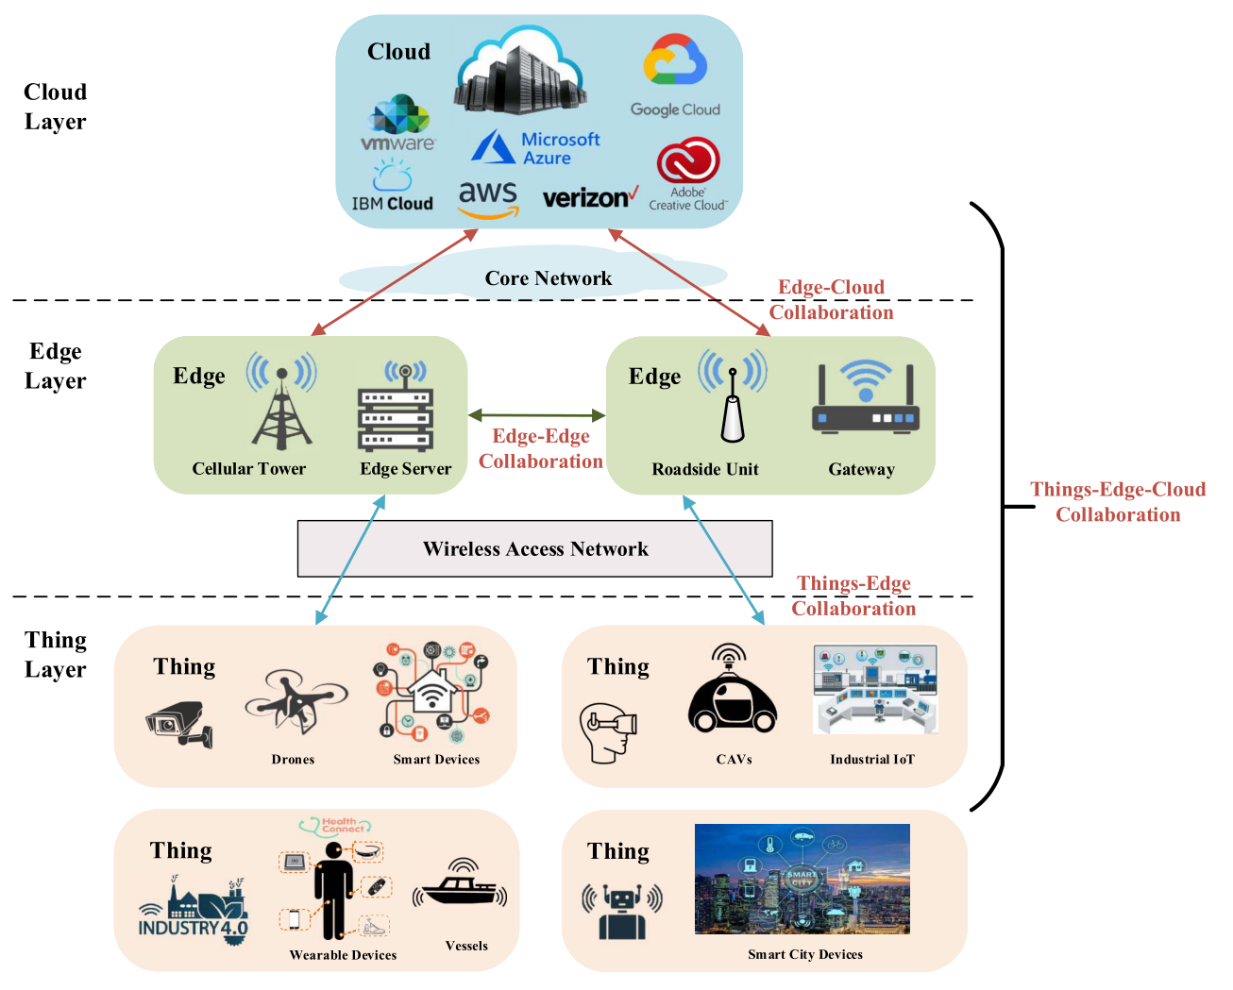 Cloud
Layer
Cloud
Google Cloud
vmware
Microsoft
Azure
IBM Cloud
aws
verizon
Adobe
Creative Cloud
Core Network
Edge-Cloud
Collaboration
Edge
Layer
Edge
Cellular Tower
Edge Server
Edge-Edge
Collaboration
Edge
Roadside Unit
Gateway
Things-Edge-Cloud
Collaboration
Wireless Access Network
Things-Edge
Collaboration
Thing
Layer
Thing
Drones
Smart Devices
Thing
CAVs
Industrial IoT
Thing
INDUSTRY 4.0
Health
Connect
Wearable Devices
Vessels
Thing
SMART
CITY
Smart City Devices